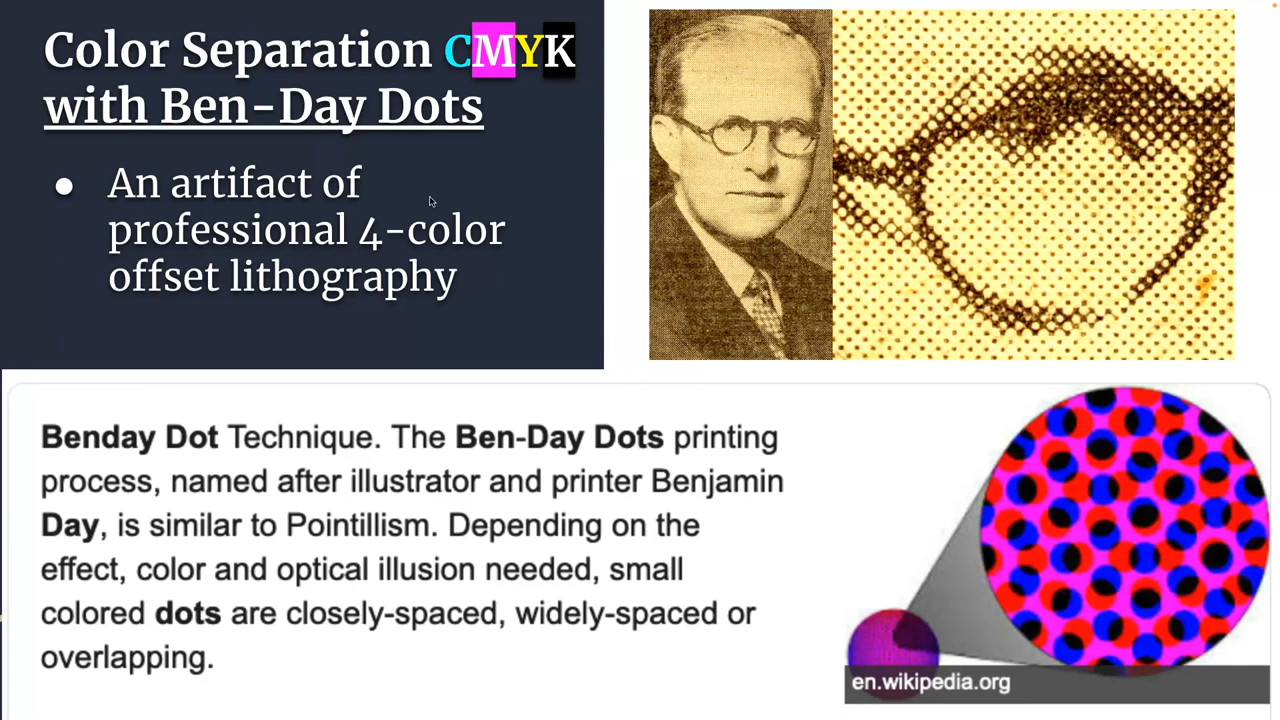 Color Separation CMYK
with Ben-Day Dots
● An artifact of
professional 4-color
offset lithography
Benday Dot Technique. The Ben-Day Dots printing
process, named after illustrator and printer Benjamin
Day, is similar to Pointillism. Depending on the
effect, color and optical illusion needed, small
colored dots are closely-spaced, widely-spaced or
overlapping.
en.wikipedia.org